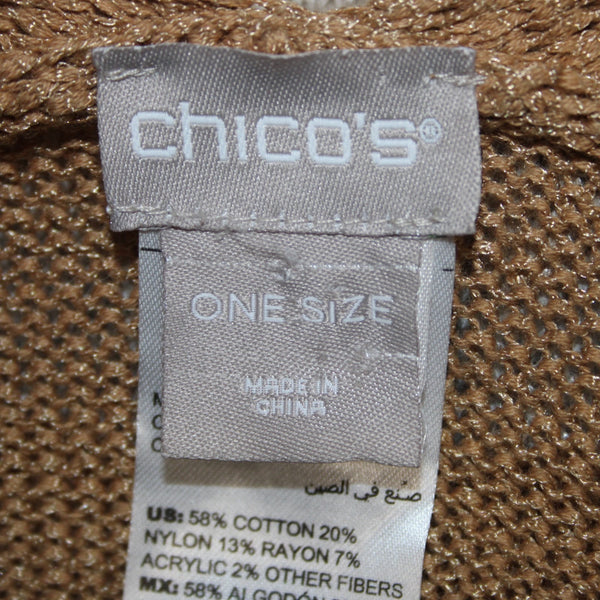 chico's®
ONE SIZE
MADE IN
CHINA
صنع في الصين
US: 58% COTTON 20%
NYLON 13% RAYON 7%
ACRYLIC 2% OTHER FIBERS
MX: 58% ALGODÓN